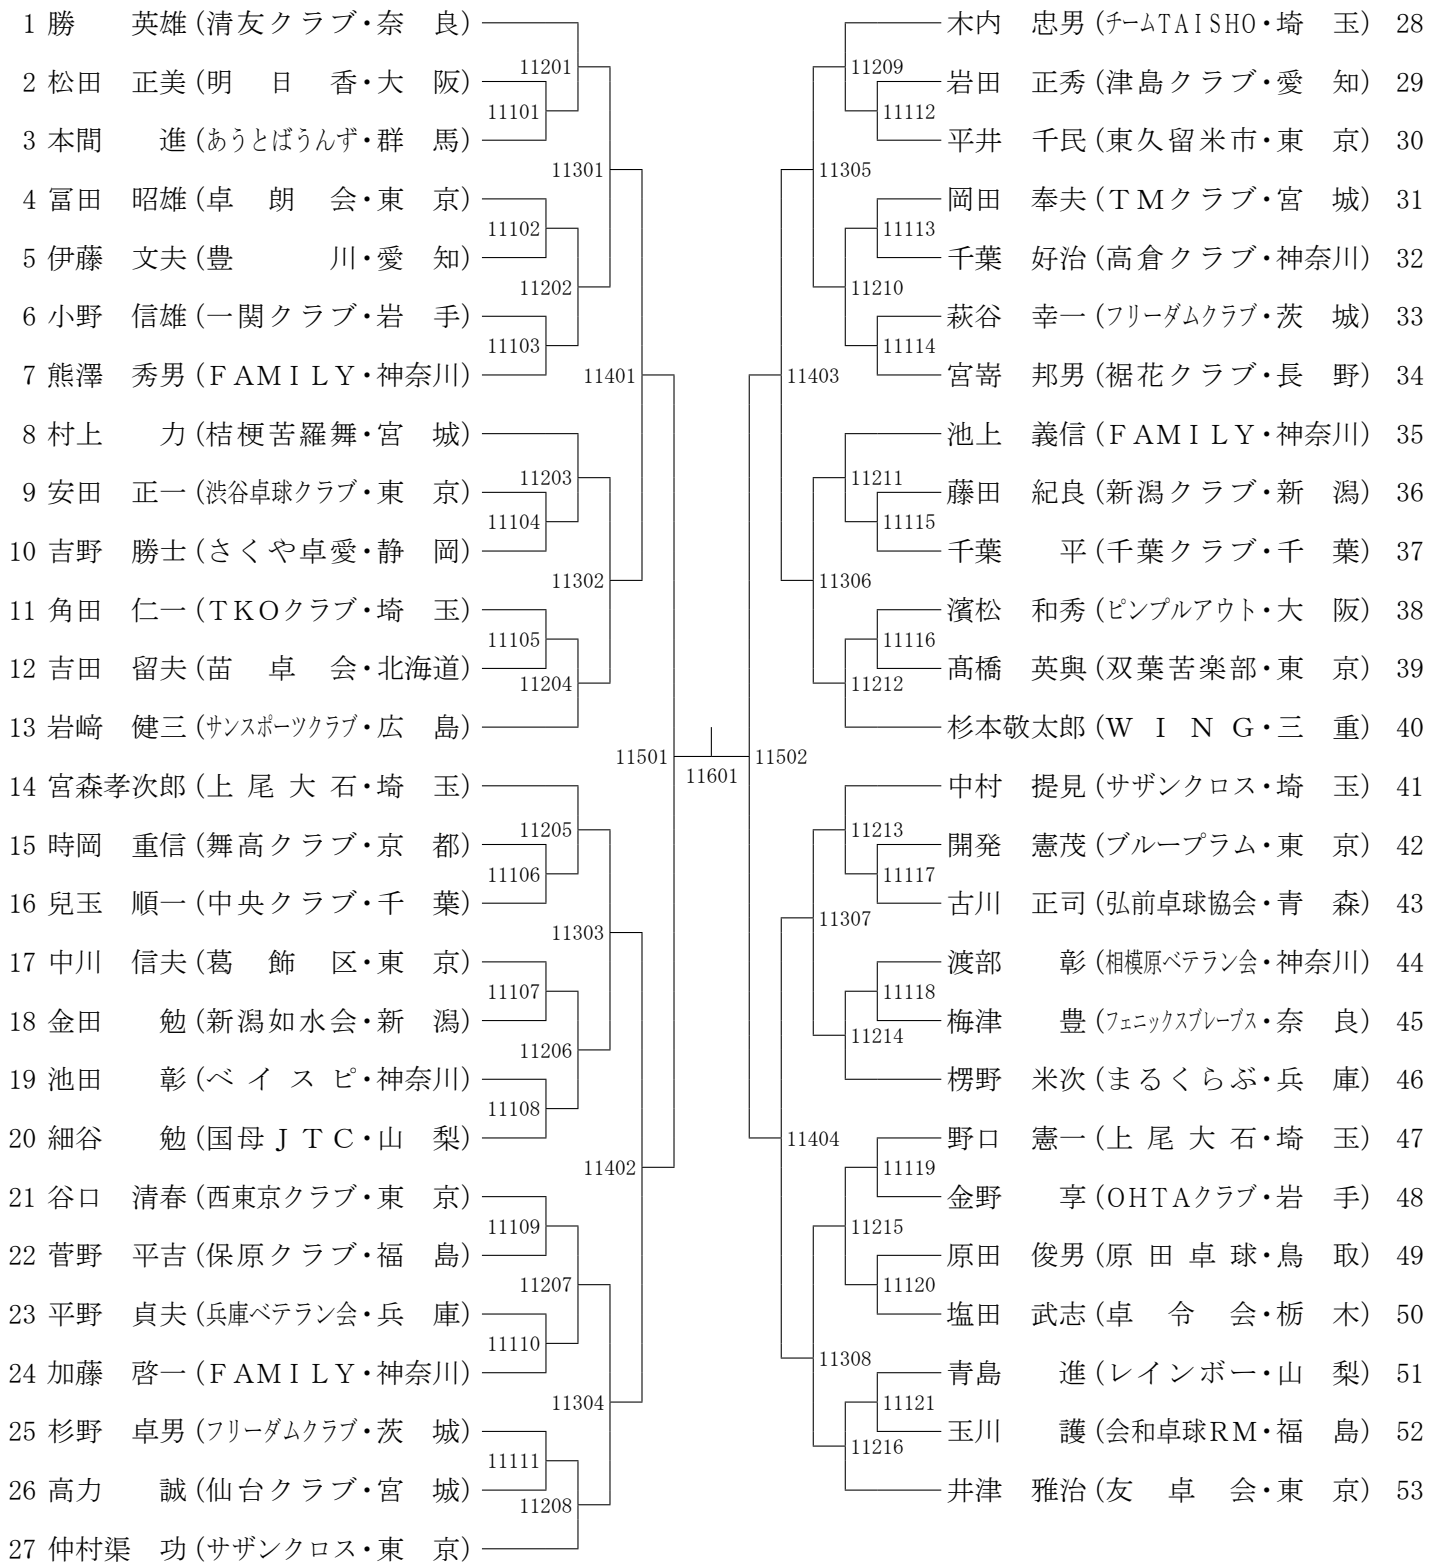 1 勝　英雄 (清友クラブ・奈良)
11201
2 松田　正美 (明日香・大阪)
11101
3 本間　進 (あうとばうんず・群馬)
11301
4 冨田　昭雄 (卓朗会・東京)
11102
5 伊藤　文夫 (豊川・愛知)
11202
6 小野　信雄 (一関クラブ・岩手)
11103
7 熊澤　秀男 (FAMILY・神奈川)
11401
8 村上　力 (桔梗苦羅舞・宮城)
11203
9 安田　正一 (渋谷卓球クラブ・東京)
11104
10 吉野　勝士 (さくや卓愛・静岡)
11302
11 角田　仁一 (TKOクラブ・埼玉)
11105
12 吉田　留夫 (苗卓会・北海道)
11204
13 岩﨑　健三 (サンスポーツクラブ・広島)
11501
14 宮森孝次郎 (上尾大石・埼玉)
11205
15 時岡　重信 (舞高クラブ・京都)
11106
16 兒玉　順一 (中央クラブ・千葉)
11303
17 中川　信夫 (葛飾区・東京)
11107
18 金田　勉 (新潟如水会・新潟)
11206
19 池田　彰 (ベイスピ・神奈川)
11108
20 細谷　勉 (国母JTC・山梨)
11402
21 谷口　清春 (西東京クラブ・東京)
11109
22 菅野　平吉 (保原クラブ・福島)
11207
23 平野　貞夫 (兵庫ベテラン会・兵庫)
11110
24 加藤　啓一 (FAMILY・神奈川)
11304
25 杉野　卓男 (フリーダムクラブ・茨城)
11111
26 高力　誠 (仙台クラブ・宮城)
11208
27 仲村渠　功 (サザンクロス・東京)
11601
木内　忠男 (チームTAISHO・埼玉) 28
11209
岩田　正秀 (津島クラブ・愛知) 29
11112
平井　千民 (東久留米市・東京) 30
11305
岡田　奉夫 (TMクラブ・宮城) 31
11113
千葉　好治 (高倉クラブ・神奈川) 32
11210
萩谷　幸一 (フリーダムクラブ・茨城) 33
11114
宮嵜　邦男 (裾花クラブ・長野) 34
11403
池上　義信 (FAMILY・神奈川) 35
11211
藤田　紀良 (新潟クラブ・新潟) 36
11115
千葉　平 (千葉クラブ・千葉) 37
11306
濱松　和秀 (ピンプルアウト・大阪) 38
11116
髙橋　英與 (双葉苦楽部・東京) 39
11212
杉本敬太郎 (WING・三重) 40
11502
中村　提見 (サザンクロス・埼玉) 41
11213
開発　憲茂 (ブループラム・東京) 42
11117
古川　正司 (弘前卓球協会・青森) 43
11307
渡部　彰 (相模原ベテラン会・神奈川) 44
11118
梅津　豊 (フェニックスブレーブス・奈良) 45
11214
楞野　米次 (まるくらぶ・兵庫) 46
11404
野口　憲一 (上尾大石・埼玉) 47
11119
金野　享 (OHTAクラブ・岩手) 48
11215
原田　俊男 (原田卓球・鳥取) 49
11120
塩田　武志 (卓令会・栃木) 50
11308
青島　進 (レインボー・山梨) 51
11121
玉川　護 (会和卓球RM・福島) 52
11216
井津　雅治 (友卓会・東京) 53